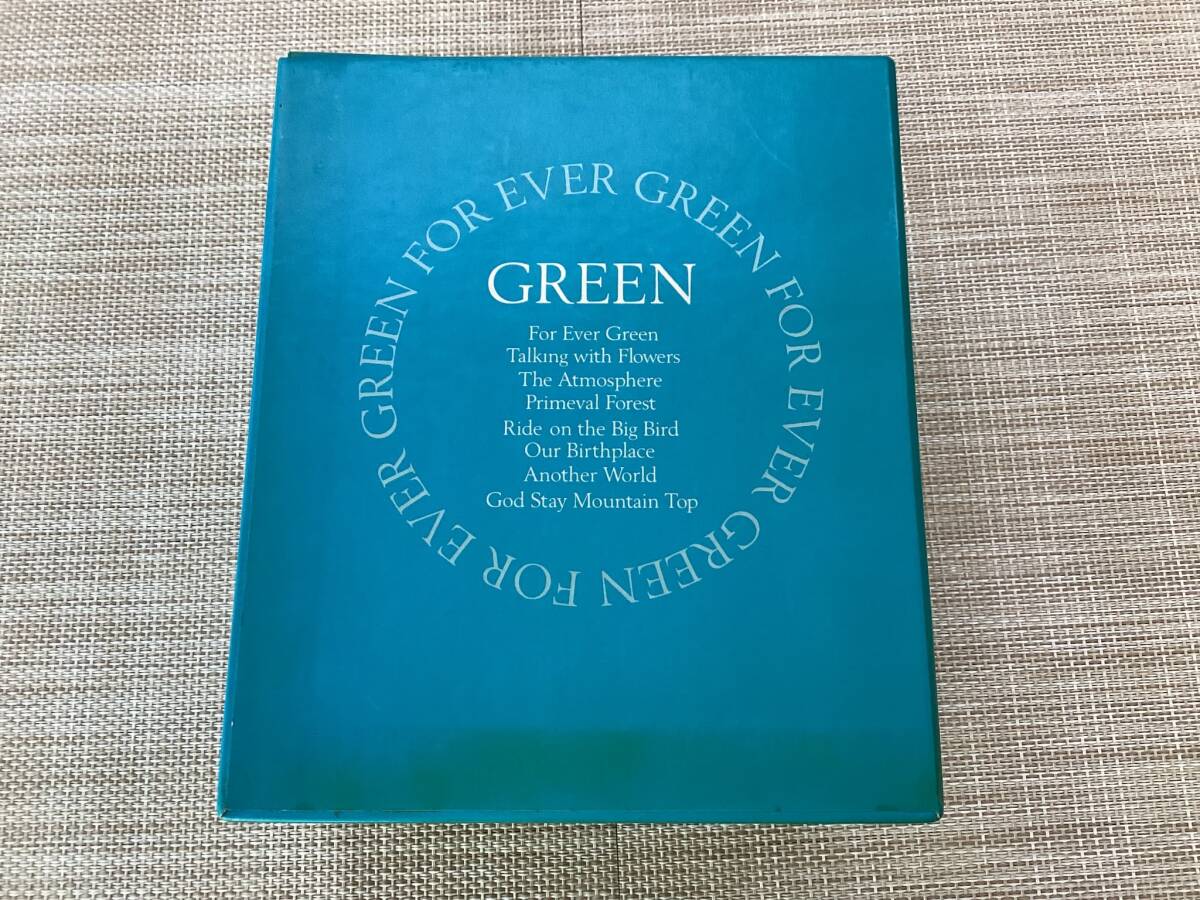 GREEN FOR EVER GREEN FOR EVER GREEN FOR EVER
GREEN
For Ever Green
Talking with Flowers
The Atmosphere
Primeval Forest
Ride on the Big Bird
Our Birthplace
Another World
God Stay Mountain Top